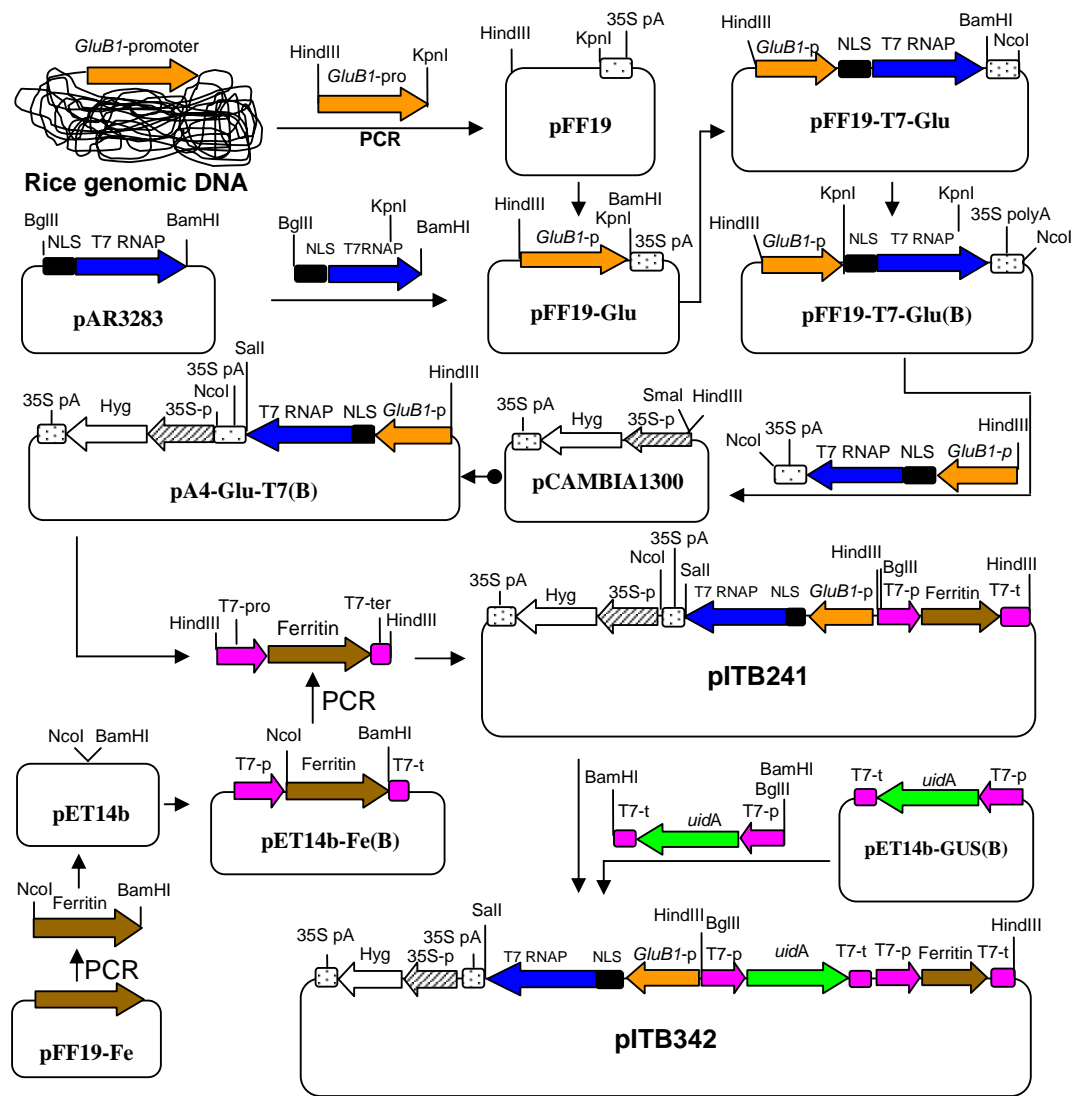 GluB1-promoter
Rice genomic DNA
HindIII
KpnI
GluB1-pro
PCR
HindIII
KpnI
35S pA
pFF19
HindIII
GluB1-p
NLS
T7 RNAP
BamHI
NcoI
pFF19-T7-Glu
BglII
NLS
T7 RNAP
BamHI
pAR3283
BglII
NLS
KpnI
T7RNAP
BamHI
HindIII
GluB1-p
KpnI
BamHI
35S pA
pFF19-Glu
HindIII
GluB1-p
KpnI
NLS
T7 RNAP
KpnI
35S polyA
NcoI
pFF19-T7-Glu(B)
35S pA
Hyg
35S-p
NcoI
35S pA
SalI
T7 RNAP
NLS
GluB1-p
HindIII
pA4-Glu-T7(B)
35S pA
Hyg
35S-p
SmaI
HindIII
pCAMBIA1300
NcoI
35S pA
T7 RNAP
NLS
GluB1-p
HindIII
HindIII
T7-pro
Ferritin
T7-ter
HindIII
PCR
35S pA
Hyg
35S-p
NcoI
35S pA
SalI
T7 RNAP
NLS
GluB1-p
HindIII
BglII
T7-p
Ferritin
T7-t
HindIII
pITB241
NcoI
BamHI
pET14b
T7-p
NcoI
Ferritin
BamHI
T7-t
pET14b-Fe(B)
BamHI
T7-t
uidA
T7-p
BamHI
BglII
T7-t
uidA
T7-p
pET14b-GUS(B)
NcoI
Ferritin
BamHI
PCR
pFF19-Fe
35S pA
Hyg
35S-p
35S pA
SalI
T7 RNAP
NLS
GluB1-p
HindIII
BglII
T7-p
uidA
T7-t
T7-p
Ferritin
T7-t
HindIII
pITB342